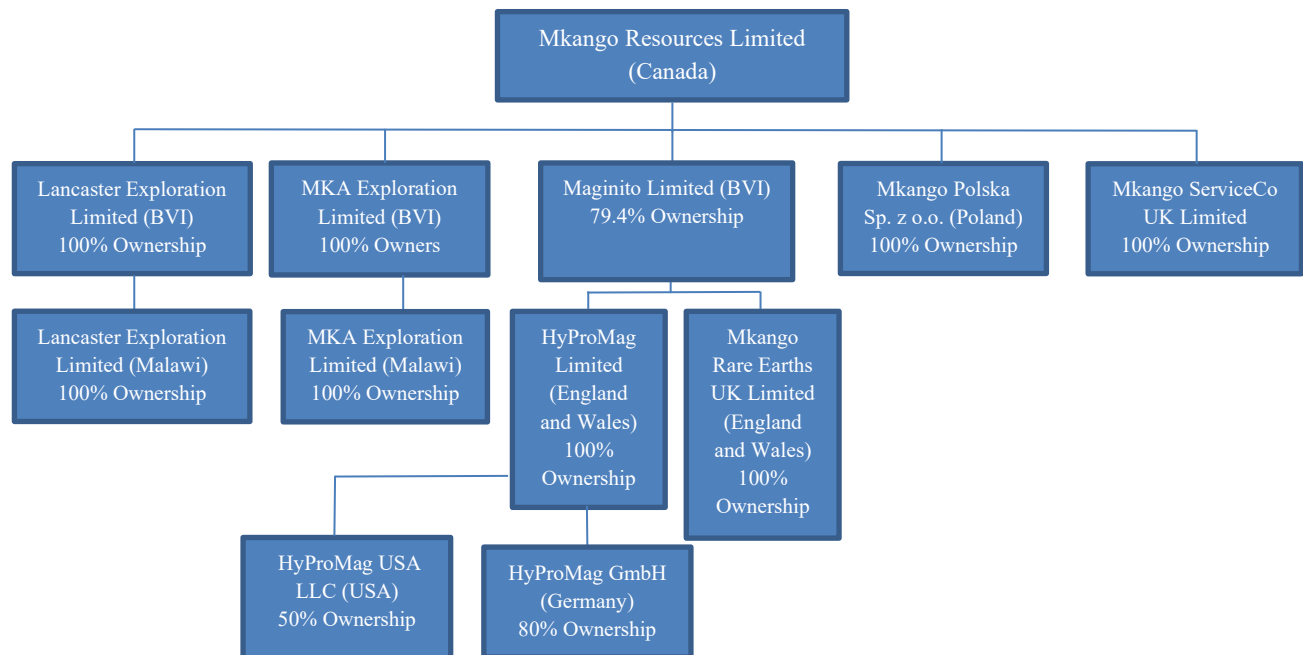 Mkango Resources Limited
(Canada)
Lancaster Exploration
Limited (BVI)
100% Ownership
MKA Exploration
Limited (BVI)
100% Owners
Maginito Limited (BVI)
79.4% Ownership
Mkango Polska
Sp. z o.o. (Poland)
100% Ownership
Mkango ServiceCo
UK Limited
100% Ownership
Lancaster Exploration
Limited (Malawi)
100% Ownership
MKA Exploration
Limited (Malawi)
100% Ownership
HyProMag
Limited
(England
and Wales)
100%
Ownership
Mkango
Rare Earths
UK Limited
(England
and Wales)
100%
Ownership
HyProMag USA
LLC (USA)
50% Ownership
HyProMag GmbH
(Germany)
80% Ownership